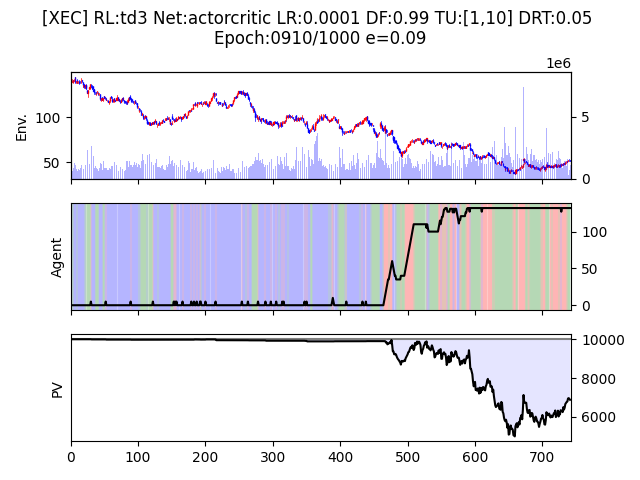 [XEC] RL:td3 Net:actorcritic LR:0.0001 DF:0.99 TU:[1,10] DRT:0.05
Epoch:0910/1000 e=0.09
1e6
Env.
100
50
5
0
Agent
100
50
0
PV
10000
8000
6000
0 100 200 300 400 500 600 700